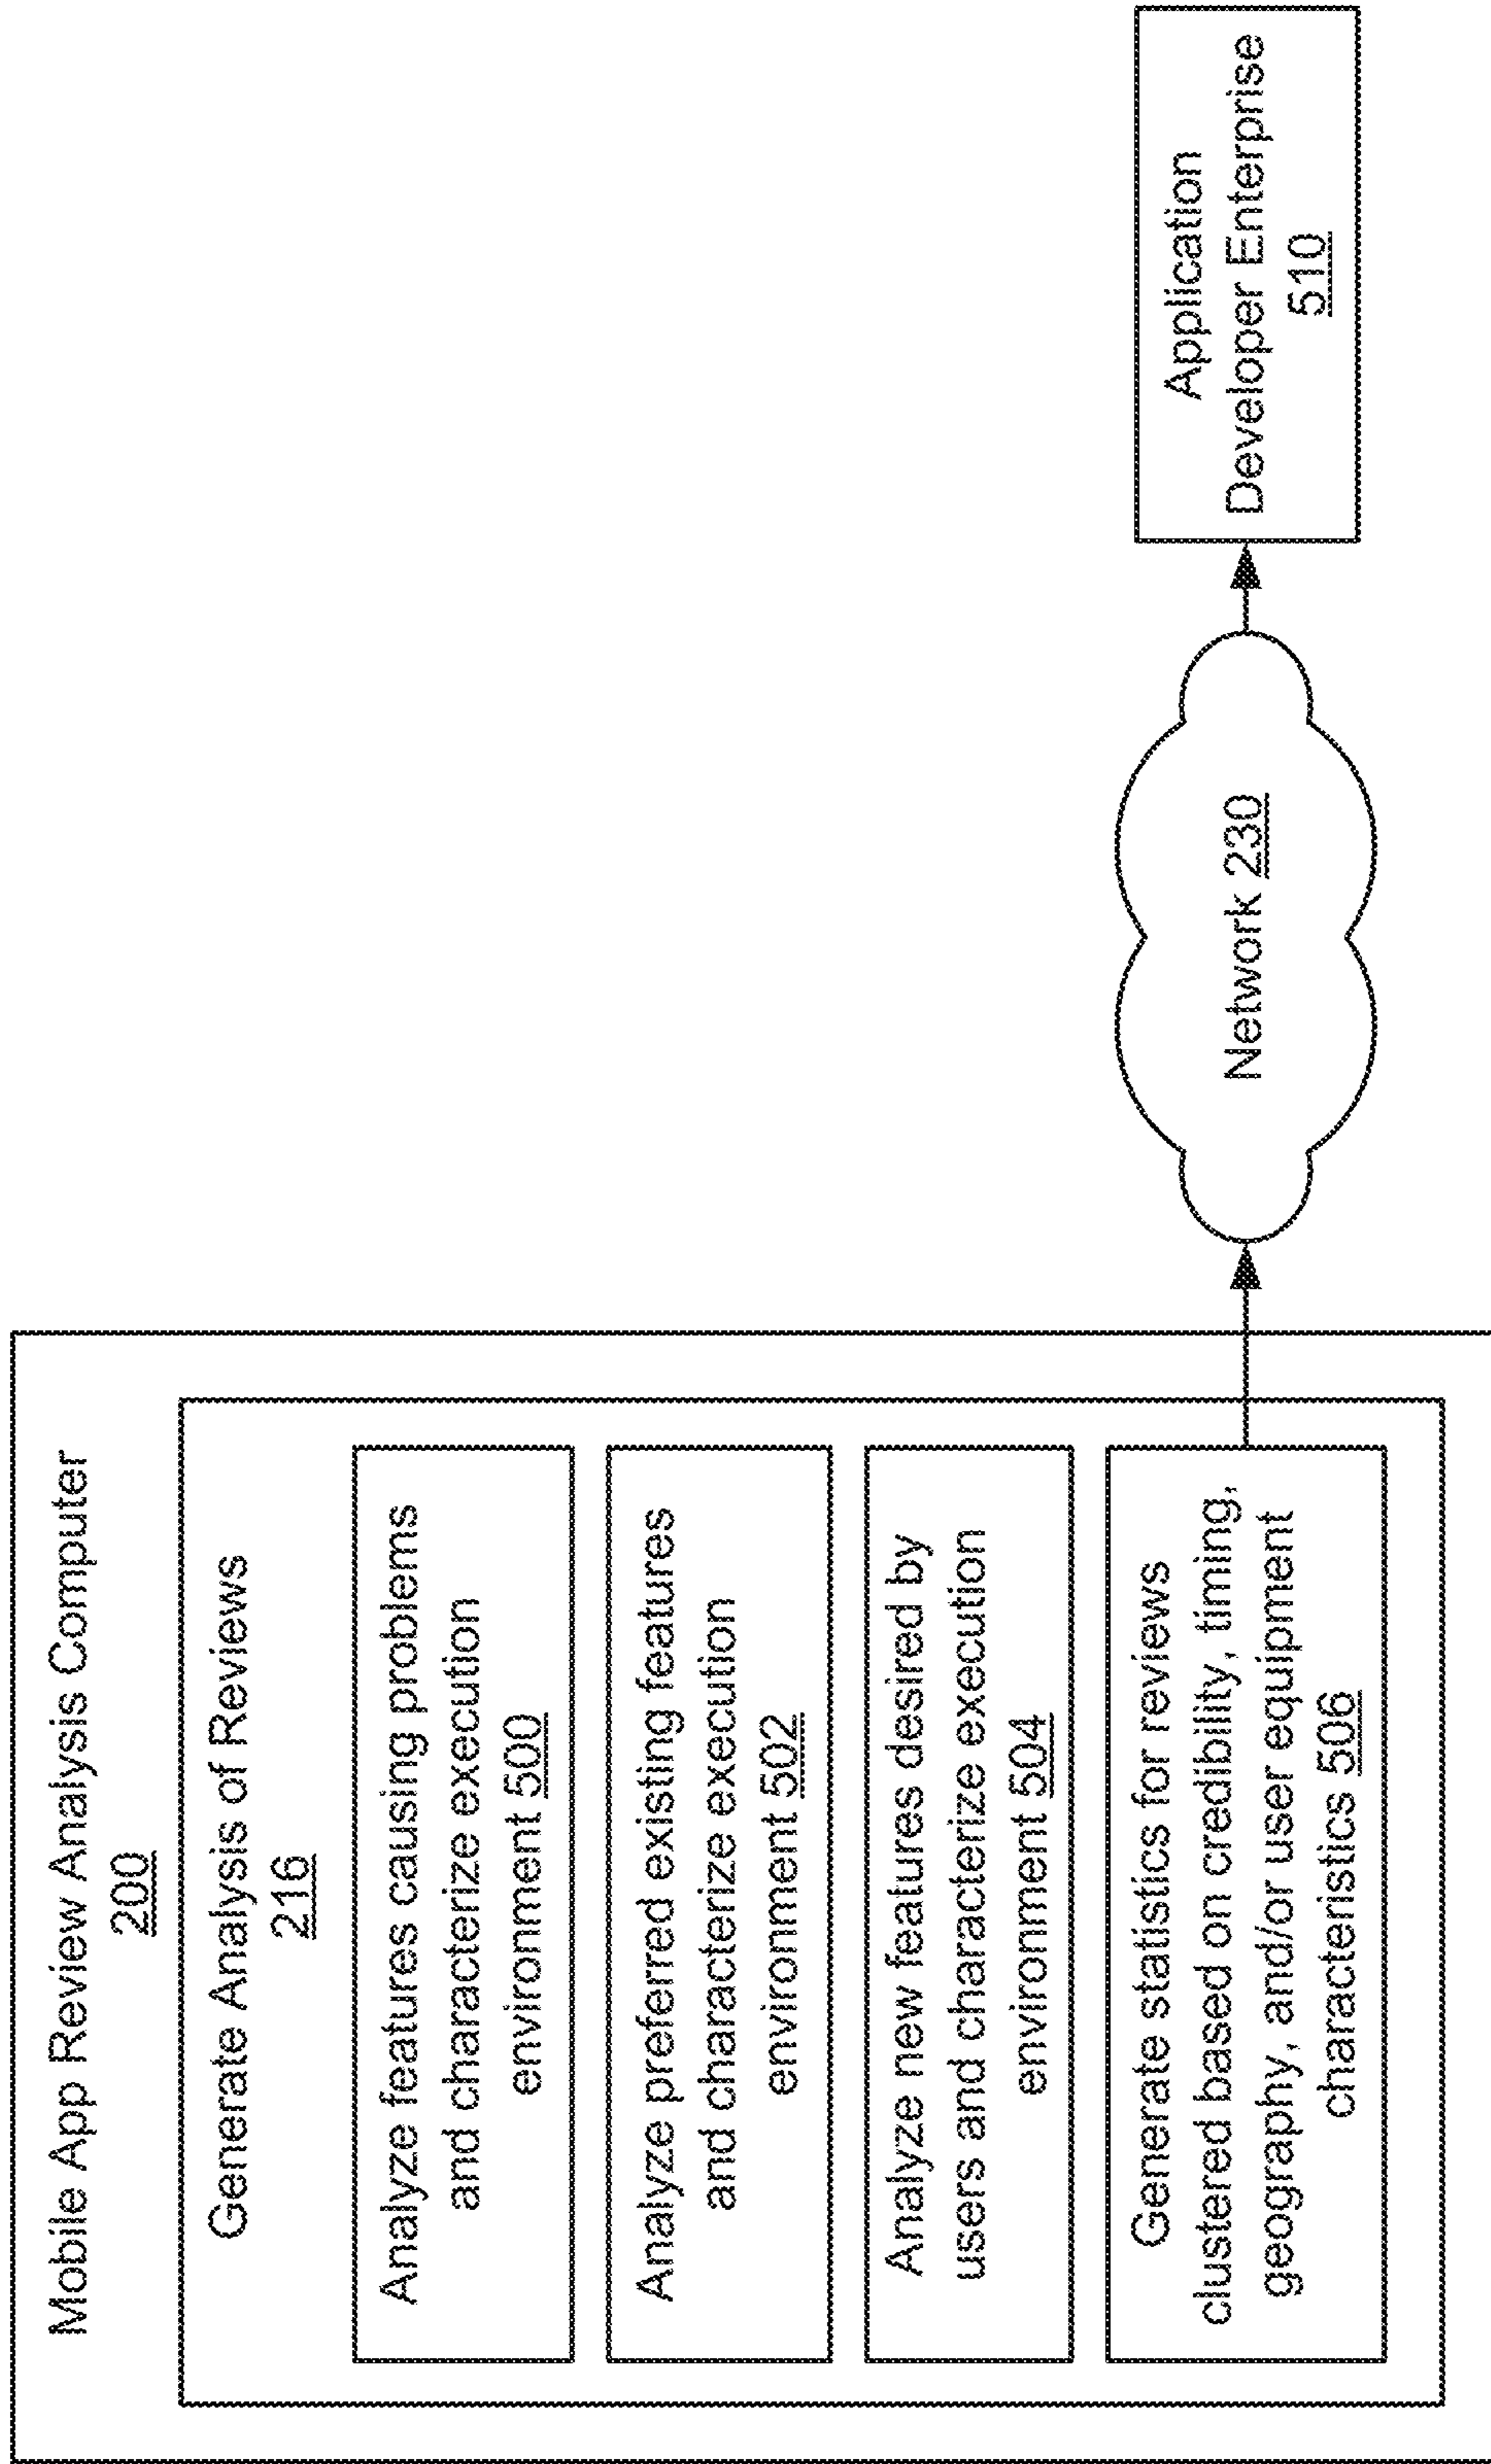 Mobile App Review Analysis Computer
200
Generate Analysis of Reviews
216
Analyze features causing problems
and characterize execution
environment 500
Analyze preferred existing features
and characterize execution
environment 502
Analyze new features desired by
users and characterize execution
environment 504
Generate statistics for reviews
clustered based on credibility, timing,
geography, and/or user equipment
characteristics 506
Network 230
Application
Developer Enterprise
510